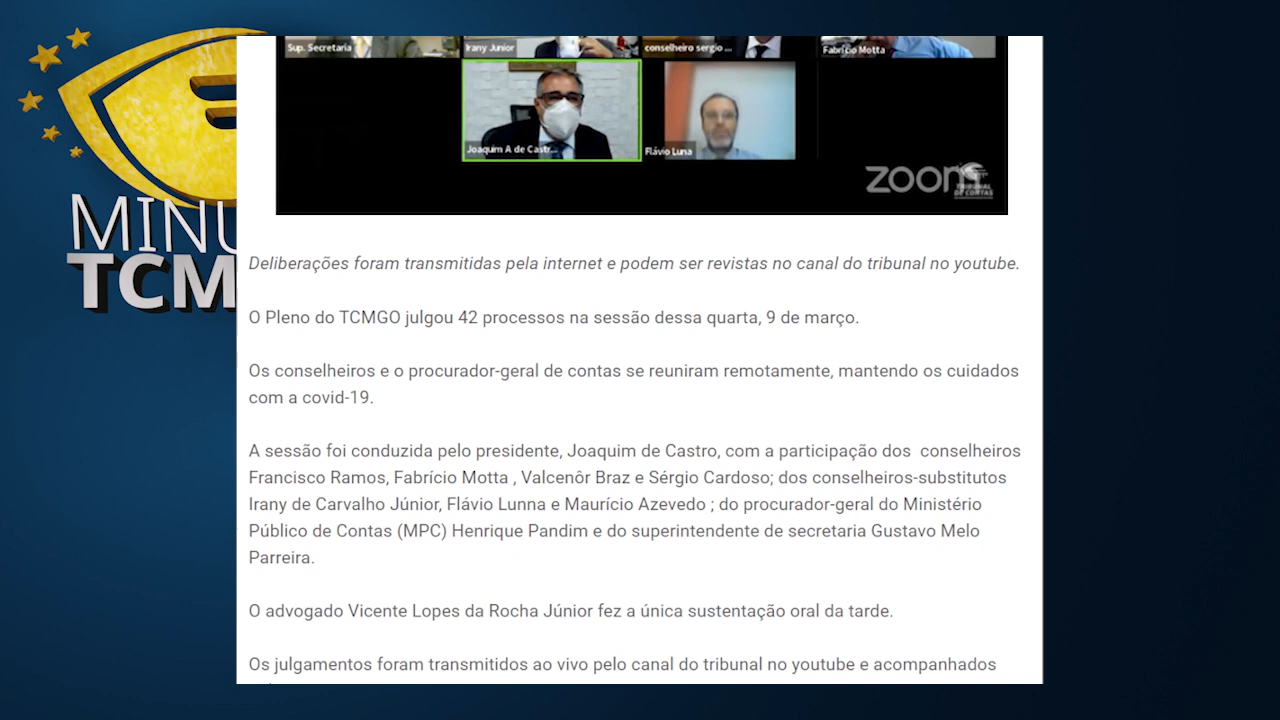 Sup. Secretaria
Irany Junior
conselheiro sergio ...
Fabrício Motta
Joaquim A de Castr...
Flávio Luna
zoom
TRIBUNAL
DE CONTAS
MINU
TCM
Deliberações foram transmitidas pela internet e podem ser revistas no canal do tribunal no youtube.
O Pleno do TCMGO julgou 42 processos na sessão dessa quarta, 9 de março.
Os conselheiros e o procurador-geral de contas se reuniram remotamente, mantendo os cuidados
com a covid-19.
A sessão foi conduzida pelo presidente, Joaquim de Castro, com a participação dos  conselheiros
Francisco Ramos, Fabrício Motta , Valcenôr Braz e Sérgio Cardoso; dos conselheiros-substitutos
Irany de Carvalho Júnior, Flávio Lunna e Maurício Azevedo ; do procurador-geral do Ministério
Público de Contas (MPC) Henrique Pandim e do superintendente de secretaria Gustavo Melo
Parreira.
O advogado Vicente Lopes da Rocha Júnior fez a única sustentação oral da tarde.
Os julgamentos foram transmitidos ao vivo pelo canal do tribunal no youtube e acompanhados